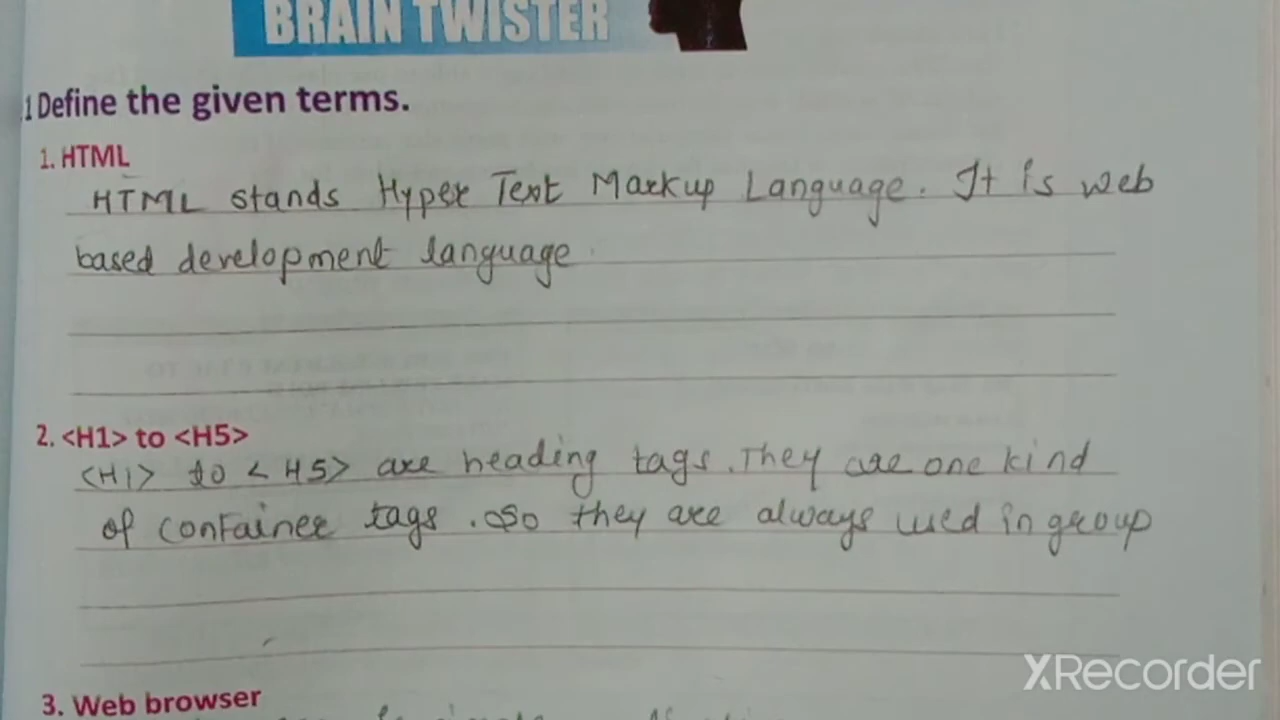 BRAIN TWISTER
1 Define the given terms.
1. HTML
HTML stands Hyper Text Markup Language. It is web
based development language
2. <H1> to <H5>
<H1> to <H5> are heading tags. They are one kind
of container tags. So they are always used in group
3. Web browser
XRecorder